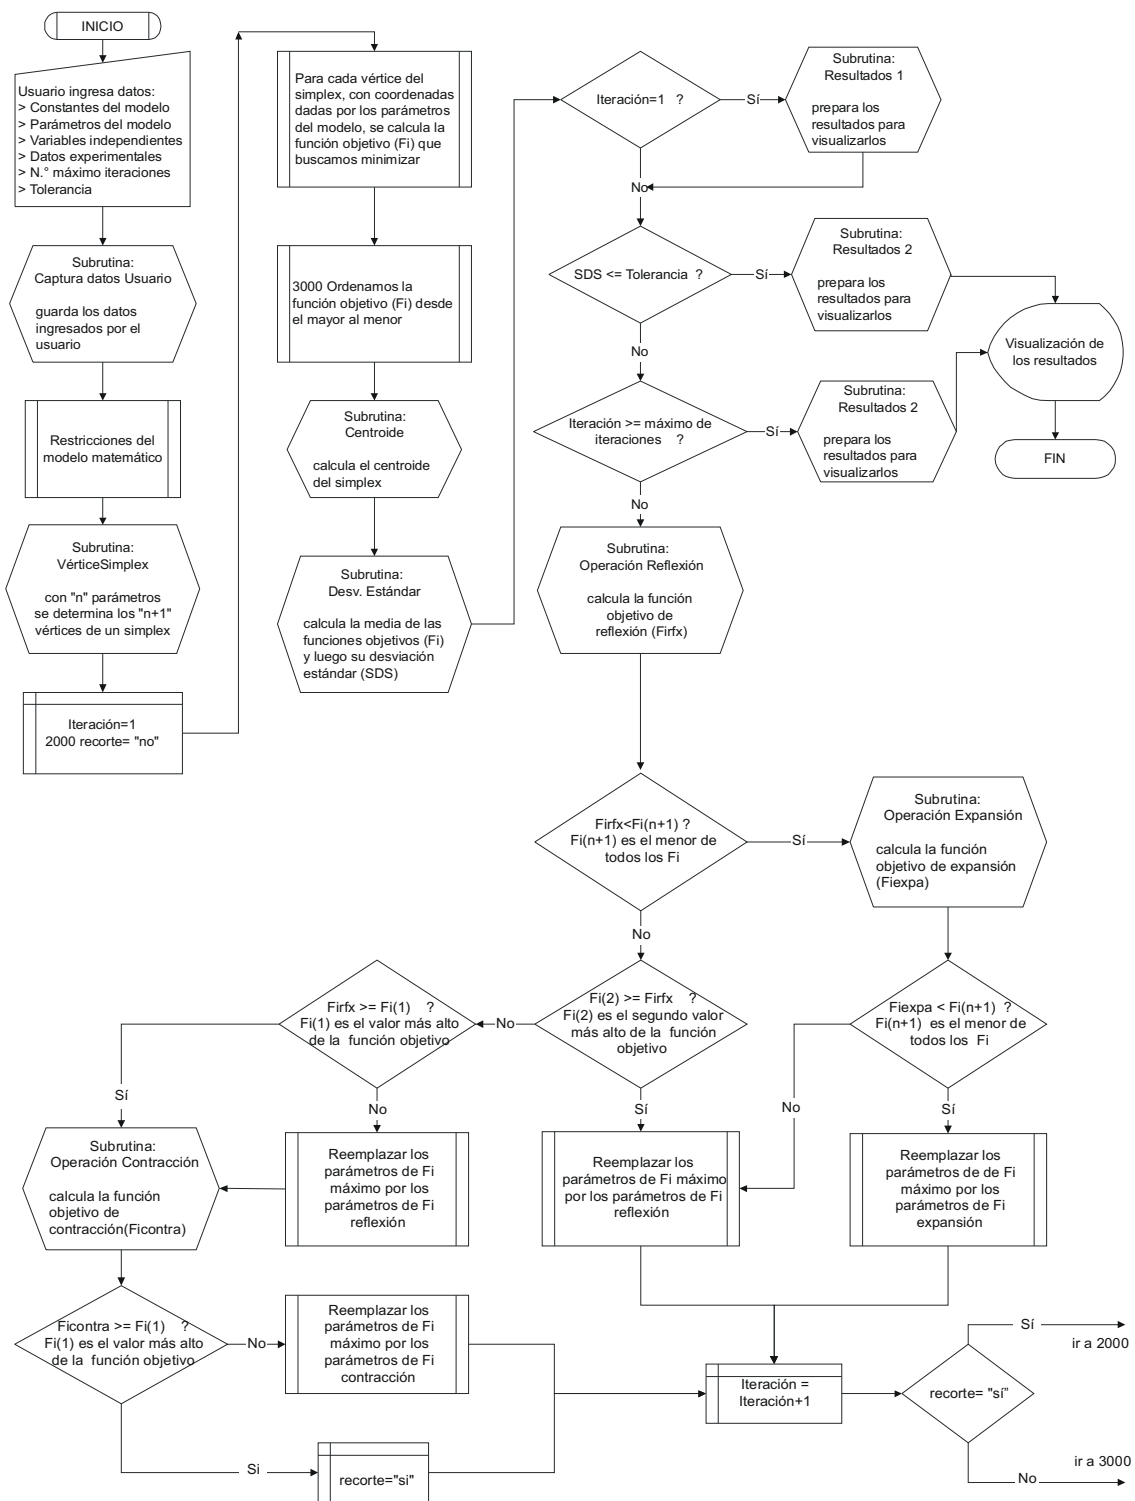 INICIO
Usuario ingresa datos:
> Constantes del modelo
> Parámetros del modelo
> Variables independientes
> Datos experimentales
> N.° máximo iteraciones
> Tolerancia
Subrutina:
Captura datos Usuario
guarda los datos
ingresados por el
usuario
Restricciones del
modelo matemático
Subrutina:
VérticeSimplex
con "n" parámetros
se determina los "n+1"
vértices de un simplex
Iteración=1
2000 recorte= "no"
Para cada vértice del
simplex, con coordenadas
dadas por los parámetros
del modelo, se calcula la
función objetivo (Fi) que
buscamos minimizar
3000 Ordenamos la
función objetivo (Fi) desde
el mayor al menor
Subrutina:
Centroide
calcula el centroide
del simplex
Subrutina:
Desv. Estándar
calcula la media de las
funciones objetivos (Fi)
y luego su desviación
estándar (SDS)
Iteración=1 ?
Sí
Subrutina:
Resultados 1
prepara los
resultados para
visualizarlos
No
SDS <= Tolerancia ?
Sí
Subrutina:
Resultados 2
prepara los
resultados para
visualizarlos
Visualización de
los resultados
No
Iteración >= máximo de
iteraciones ?
Sí
Subrutina:
Resultados 2
prepara los
resultados para
visualizarlos
FIN
No
Subrutina:
Operación Reflexión
calcula la función
objetivo de
reflexión (Firfx)
Firfx<Fi(n+1) ?
Fi(n+1) es el menor de
todos los Fi
Sí
Subrutina:
Operación Expansión
calcula la función
objetivo de expansión
(Fiexpa)
No
Firfx >= Fi(1) ?
Fi(1) es el valor más alto
de la función objetivo
No
Fi(2) >= Firfx ?
Fi(2) es el segundo valor
más alto de la función
objetivo
Fiexpa < Fi(n+1) ?
Fi(n+1) es el menor de
todos los Fi
Sí
No
Sí
No
Sí
Subrutina:
Operación Contracción
calcula la función
objetivo de
contracción(Ficontra)
Reemplazar los
parámetros de Fi
máximo por los
parámetros de Fi
reflexión
Reemplazar los
parámetros de Fi máximo
por los parámetros de Fi
reflexión
Reemplazar los
parámetros de de Fi
máximo por los
parámetros de Fi
expansión
Ficontra >= Fi(1) ?
Fi(1) es el valor más alto
de la función objetivo
No
Reemplazar los
parámetros de Fi
máximo por los
parámetros de Fi
contracción
Iteración =
Iteración+1
recorte= "sí"
Sí
ir a 2000
Si
recorte="si"
No
ir a 3000